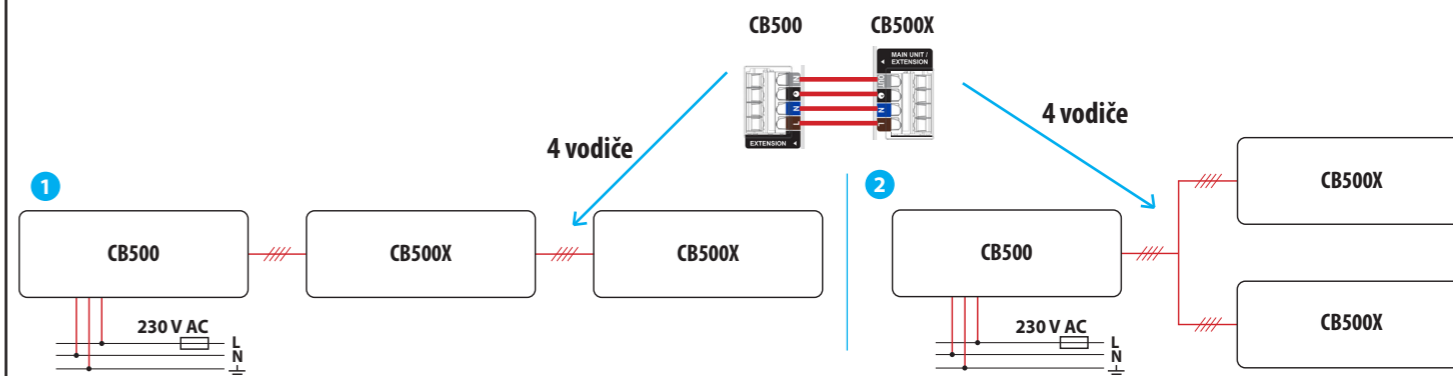 CB500
CB500X
MAIN UNIT /
EXTENSION
N
N
L
L
EXTENSION
4 vodiče
4 vodiče
1
CB500
CB500X
CB500X
230 V AC
L
N
2
CB500
CB500X
CB500X
230 V AC
L
N